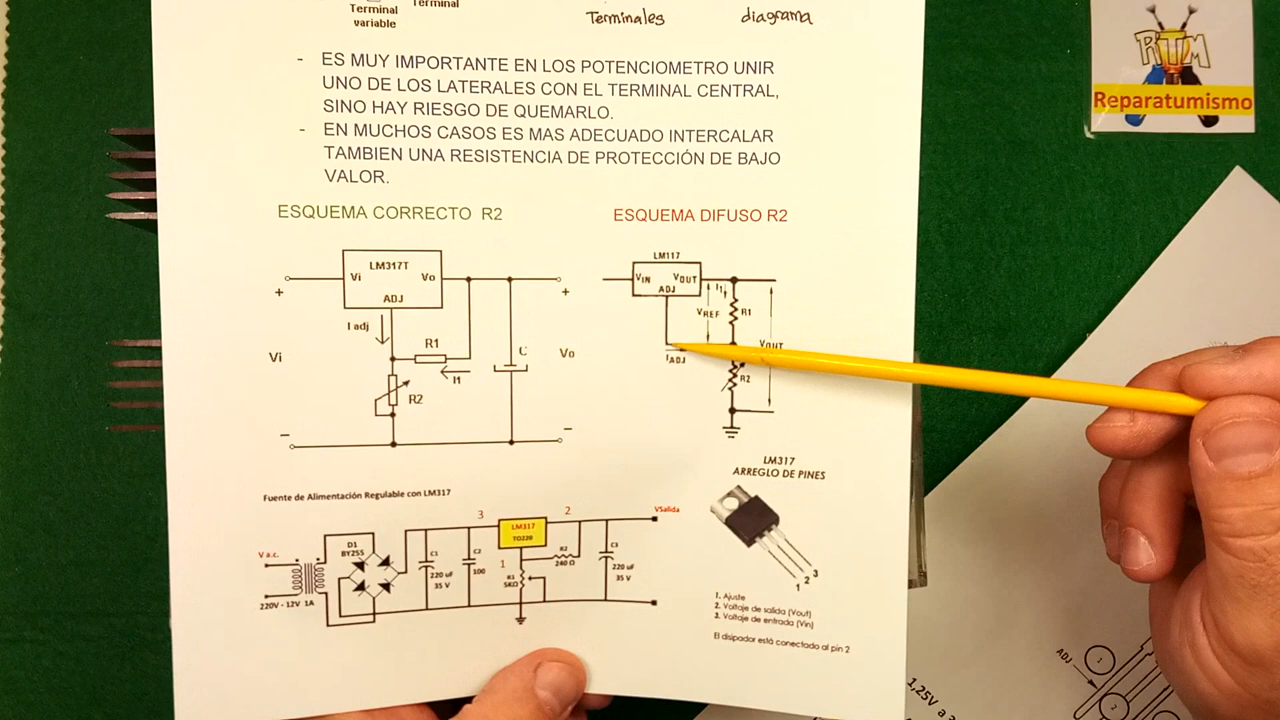 Terminal
variable
Terminal
Terminales
diagrama
RTM
Reparatumismo
- ES MUY IMPORTANTE EN LOS POTENCIOMETRO UNIR
UNO DE LOS LATERALES CON EL TERMINAL CENTRAL,
SINO HAY RIESGO DE QUEMARLO.
- EN MUCHOS CASOS ES MAS ADECUADO INTERCALAR
TAMBIEN UNA RESISTENCIA DE PROTECCIÓN DE BAJO
VALOR.
ESQUEMA CORRECTO R2
LM317T
Vi Vo
ADJ
+ +
I adj
R1
C
Vi
Vo
I1
R2
- -
ESQUEMA DIFUSO R2
LM117
VIN VOUT
ADJ
I1
VREF
R1
VOUT
IADJ
R2
LM317
ARREGLO DE PINES
3
2
1
1. Ajuste
2. Voltaje de salida (Vout)
3. Voltaje de entrada (Vin)
El disipador está conectado al pin 2
Fuente de Alimentación Regulable con LM317
VSalida
3
2
LM317
TO220
D1
BY255
V a.c.
C1
220 uF
35 V
C2
100
1
R1
5KΩ
R2
240 Ω
C3
220 uF
35 V
220V - 12V 1A
ADJ
1
2